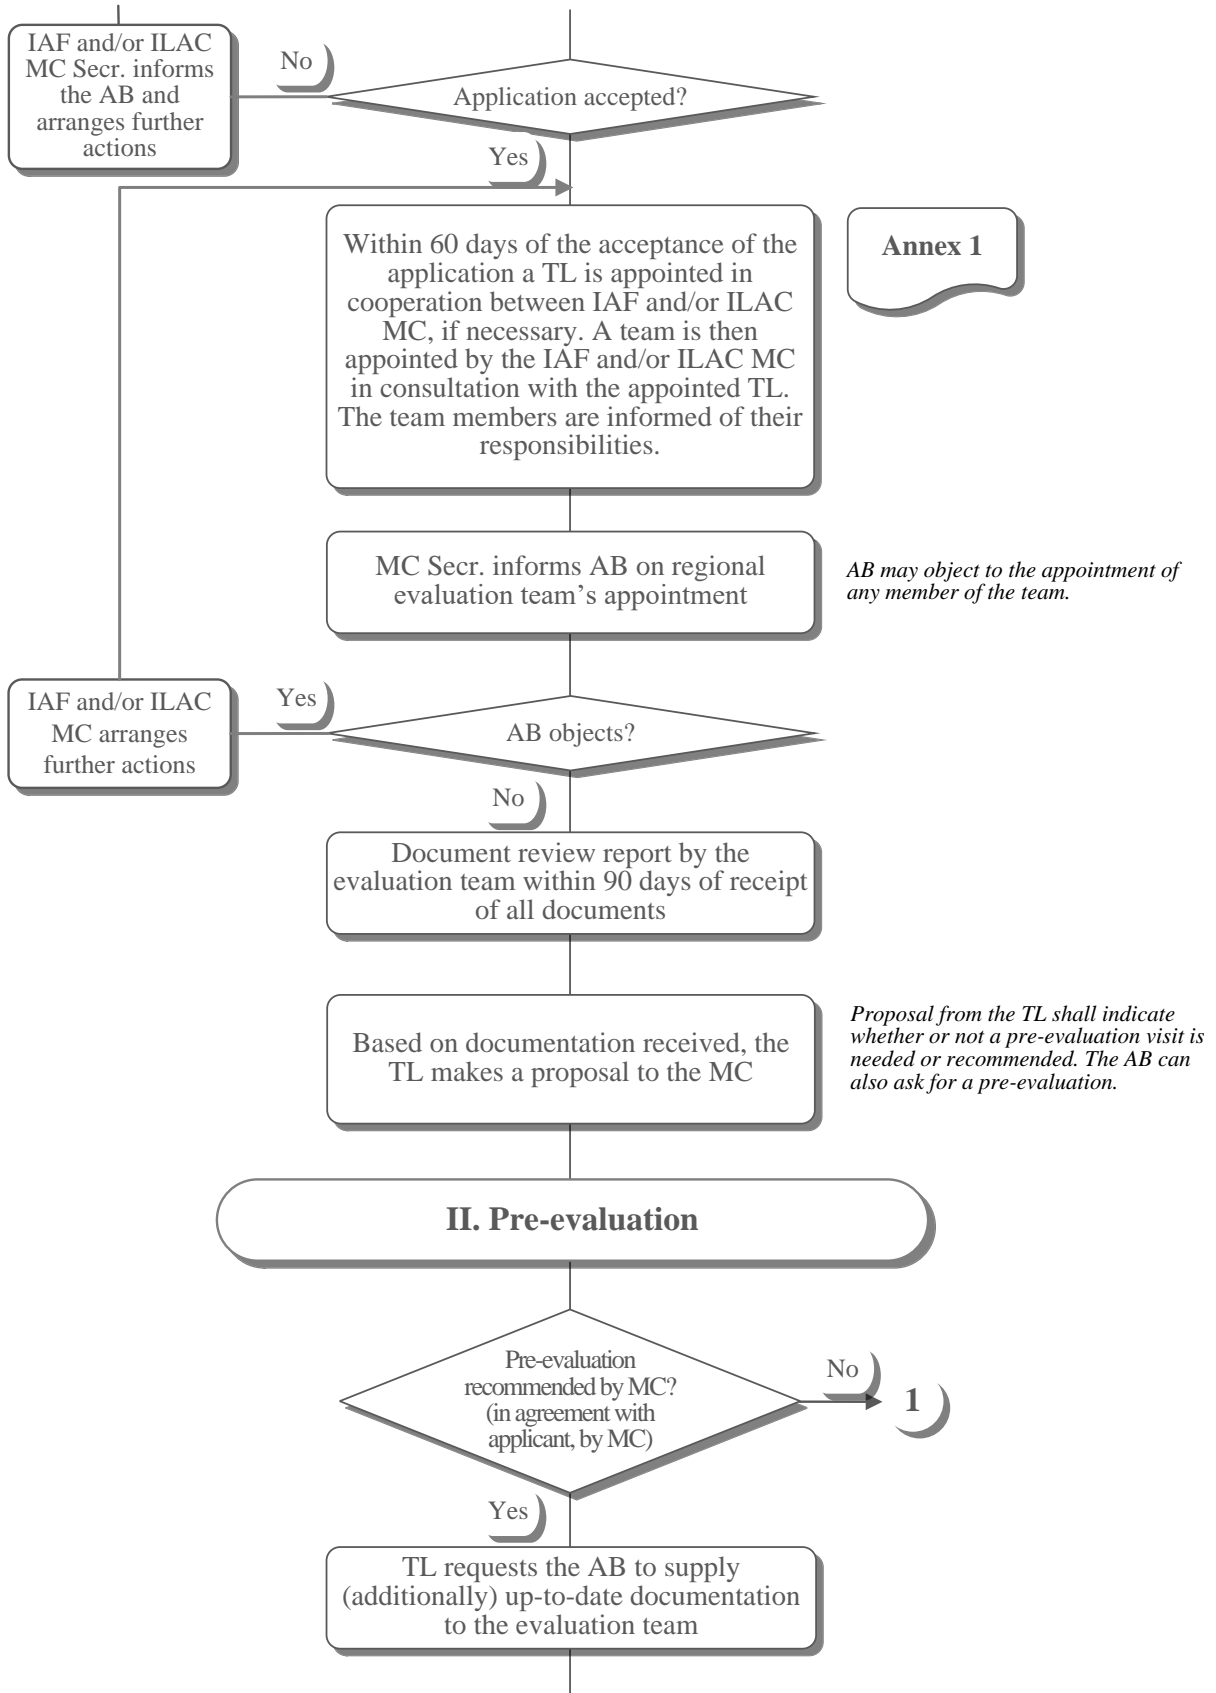 IAF and/or ILAC
MC Secr. informs
the AB and
arranges further
actions
No
Application accepted?
Yes
Within 60 days of the acceptance of the
application a TL is appointed in
cooperation between IAF and/or ILAC
MC, if necessary. A team is then
appointed by the IAF and/or ILAC MC
in consultation with the appointed TL.
The team members are informed of their
responsibilities.
Annex 1
MC Secr. informs AB on regional
evaluation team’s appointment
AB may object to the appointment of
any member of the team.
IAF and/or ILAC
MC arranges
further actions
Yes
AB objects?
No
Document review report by the
evaluation team within 90 days of receipt
of all documents
Based on documentation received, the
TL makes a proposal to the MC
Proposal from the TL shall indicate
whether or not a pre-evaluation visit is
needed or recommended. The AB can
also ask for a pre-evaluation.
II. Pre-evaluation
Pre-evaluation
recommended by MC?
(in agreement with
applicant, by MC)
No
1
Yes
TL requests the AB to supply
(additionally) up-to-date documentation
to the evaluation team